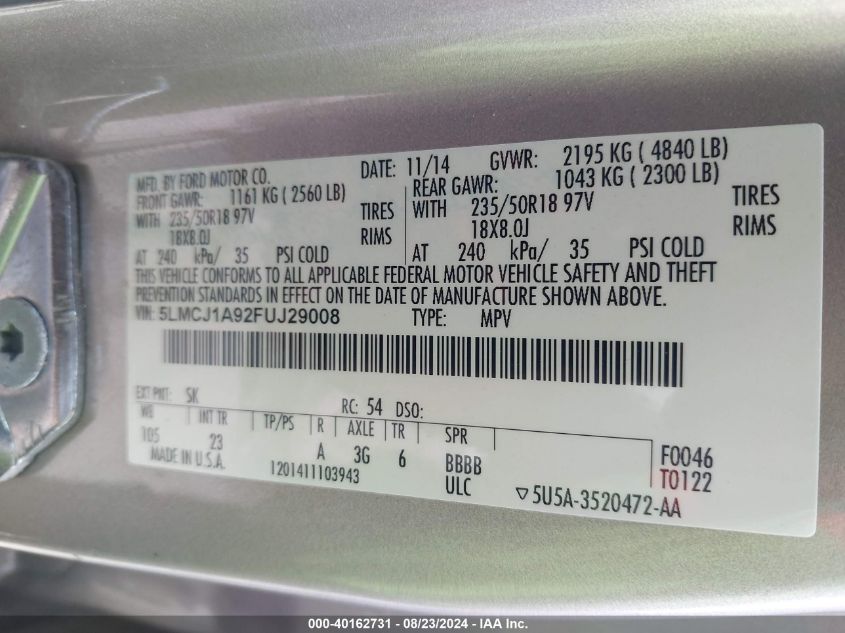 MFD. BY FORD MOTOR CO.
DATE: 11/14 GVWR: 2195 KG ( 4840 LB)
FRONT GAWR: 1161 KG ( 2560 LB)
REAR GAWR: 1043 KG ( 2300 LB)
WITH 235/50R18 97V TIRES
WITH 235/50R18 97V TIRES
18X8.0J RIMS
18X8.0J RIMS
AT 240 kPa/ 35 PSI COLD
AT 240 kPa/ 35 PSI COLD
THIS VEHICLE CONFORMS TO ALL APPLICABLE FEDERAL MOTOR VEHICLE SAFETY AND THEFT
PREVENTION STANDARDS IN EFFECT ON THE DATE OF MANUFACTURE SHOWN ABOVE.
VIN: 5LMCJ1A92FUJ29008 TYPE: MPV
EXT PNT: SK RC: 54 DSO:
WB INT TR TP/PS R AXLE TR SPR
105 23 A 3G 6 BBBB F0046
MADE IN U.S.A. 1201411103943 ULC T0122
▽5U5A-3520472-AA
000-40162731 - 08/23/2024 - IAA Inc.